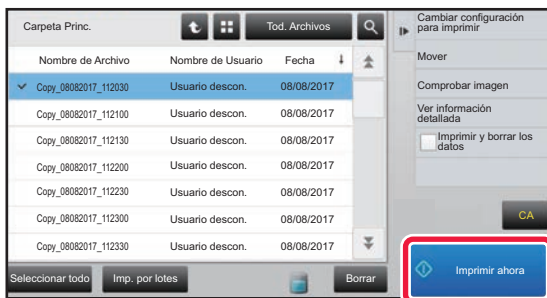 Carpeta Princ.
Tod. Archivos
Nombre de Archivo Nombre de Usuario Fecha
Copy_08082017_112030 Usuario descon. 08/08/2017
Copy_08082017_112100 Usuario descon. 08/08/2017
Copy_08082017_112130 Usuario descon. 08/08/2017
Copy_08082017_112200 Usuario descon. 08/08/2017
Copy_08082017_112230 Usuario descon. 08/08/2017
Copy_08082017_112300 Usuario descon. 08/08/2017
Copy_08082017_112330 Usuario descon. 08/08/2017
Seleccionar todo Imp. por lotes Borrar
Cambiar configuración
para imprimir
Mover
Comprobar imagen
Ver información
detallada
Imprimir y borrar los
datos
CA
Imprimir ahora